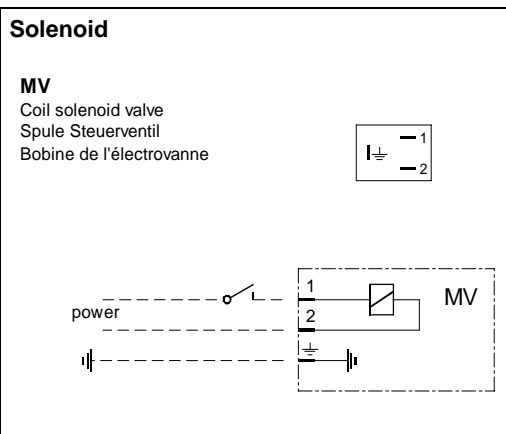 Solenoid
MV
Coil solenoid valve
Spule Steuerventil
Bobine de l'électrovanne
1
2
1
MV
power
2